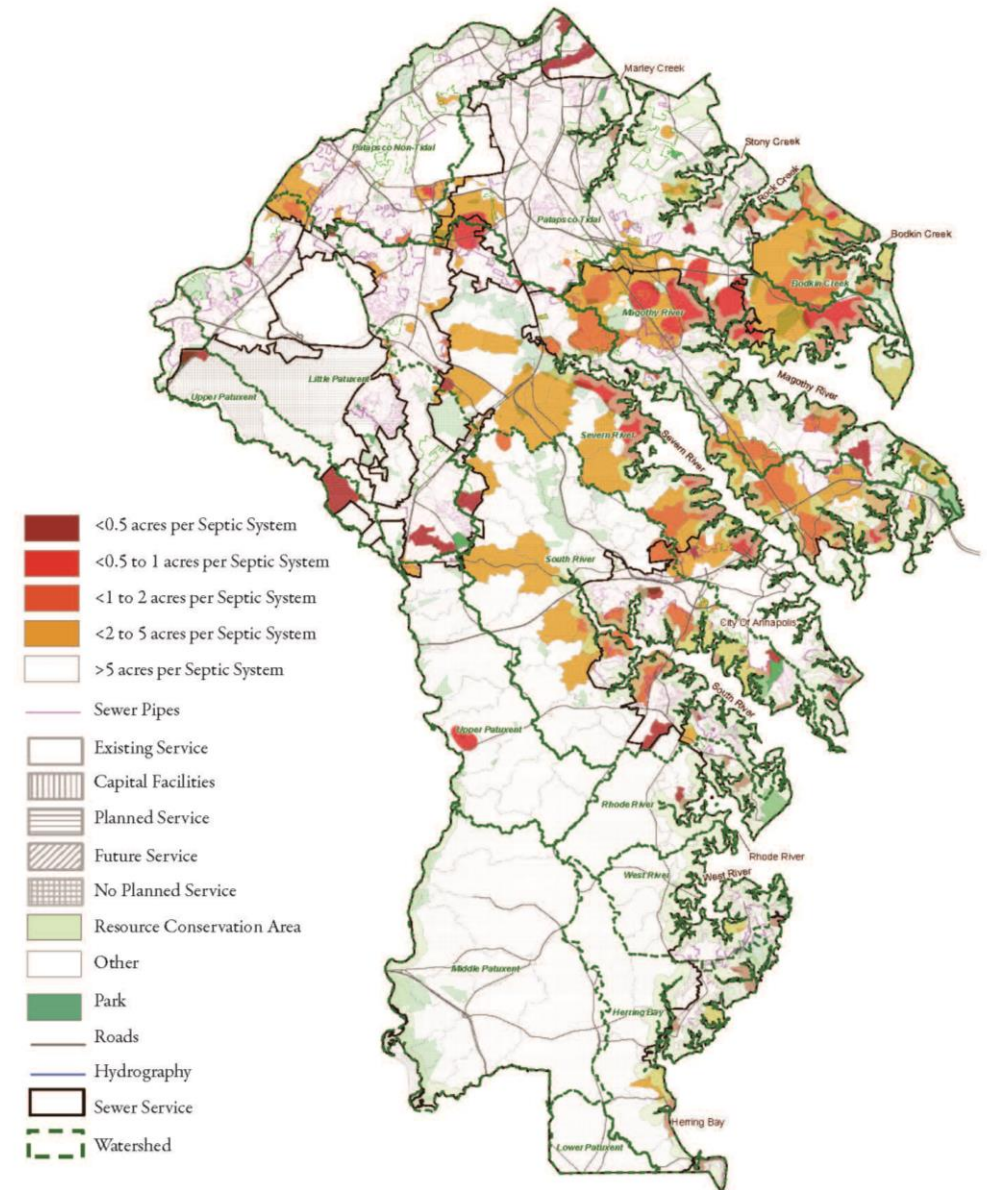 Marley Creek
Stony Creek
Patapsco Non-Tidal
Rock Creek
Patapsco Tidal
Bodkin Creek
Bodkin Creek
Magothy River
Little Patuxent
Magothy River
Upper Patuxent
Severn River
Severn River
South River
City Of Annapolis
South River
Upper Patuxent
Rhode River
Rhode River
West River
West River
Middle Patuxent
Herring Bay
Herring Bay
Lower Patuxent
<0.5 acres per Septic System
<0.5 to 1 acres per Septic System
<1 to 2 acres per Septic System
<2 to 5 acres per Septic System
>5 acres per Septic System
Sewer Pipes
Existing Service
Capital Facilities
Planned Service
Future Service
No Planned Service
Resource Conservation Area
Other
Park
Roads
Hydrography
Sewer Service
Watershed